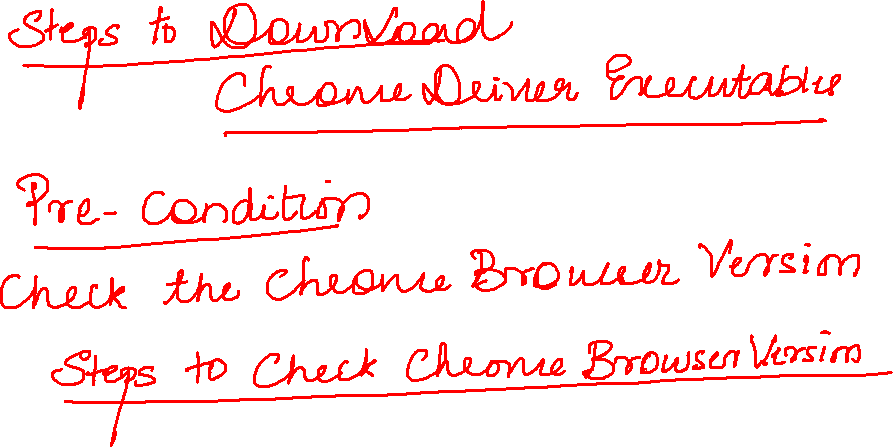 Steps to Download
Chrome Driver Executable
Pre-Condition
Check the Chrome Browser Version
Steps to Check Chrome Browser Version